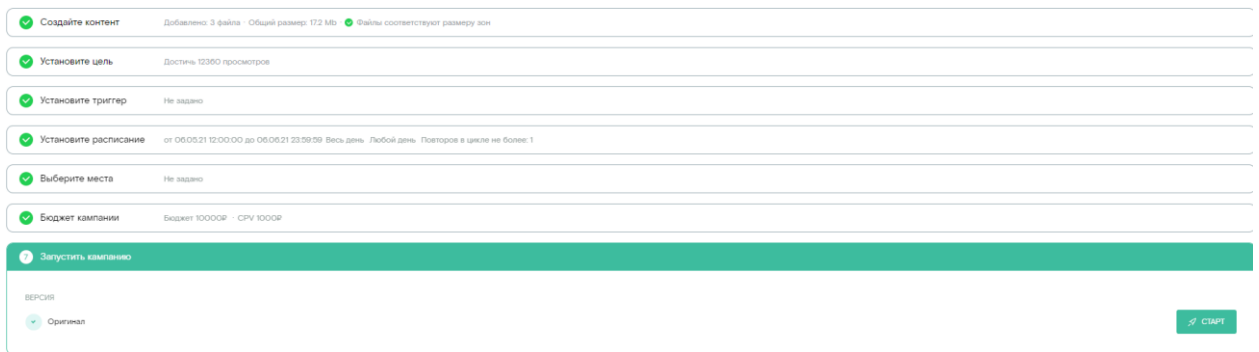 Создайте контент Добавлено: 3 файла · Общий размер: 17.2 Mb · Файлы соответствуют размеру зон
Установите цель Достичь 12360 просмотров
Установите триггер Не задано
Установите расписание от 06.05.21 12:00:00 до 06.06.21 23:59:59 Весь день Любой день Повторов в цикле не более: 1
Выберите места Не задано
Бюджет кампании Бюджет 10000₽ · CPV 1000₽
7 Запустить кампанию
ВЕРСИЯ
Оригинал
СТАРТ